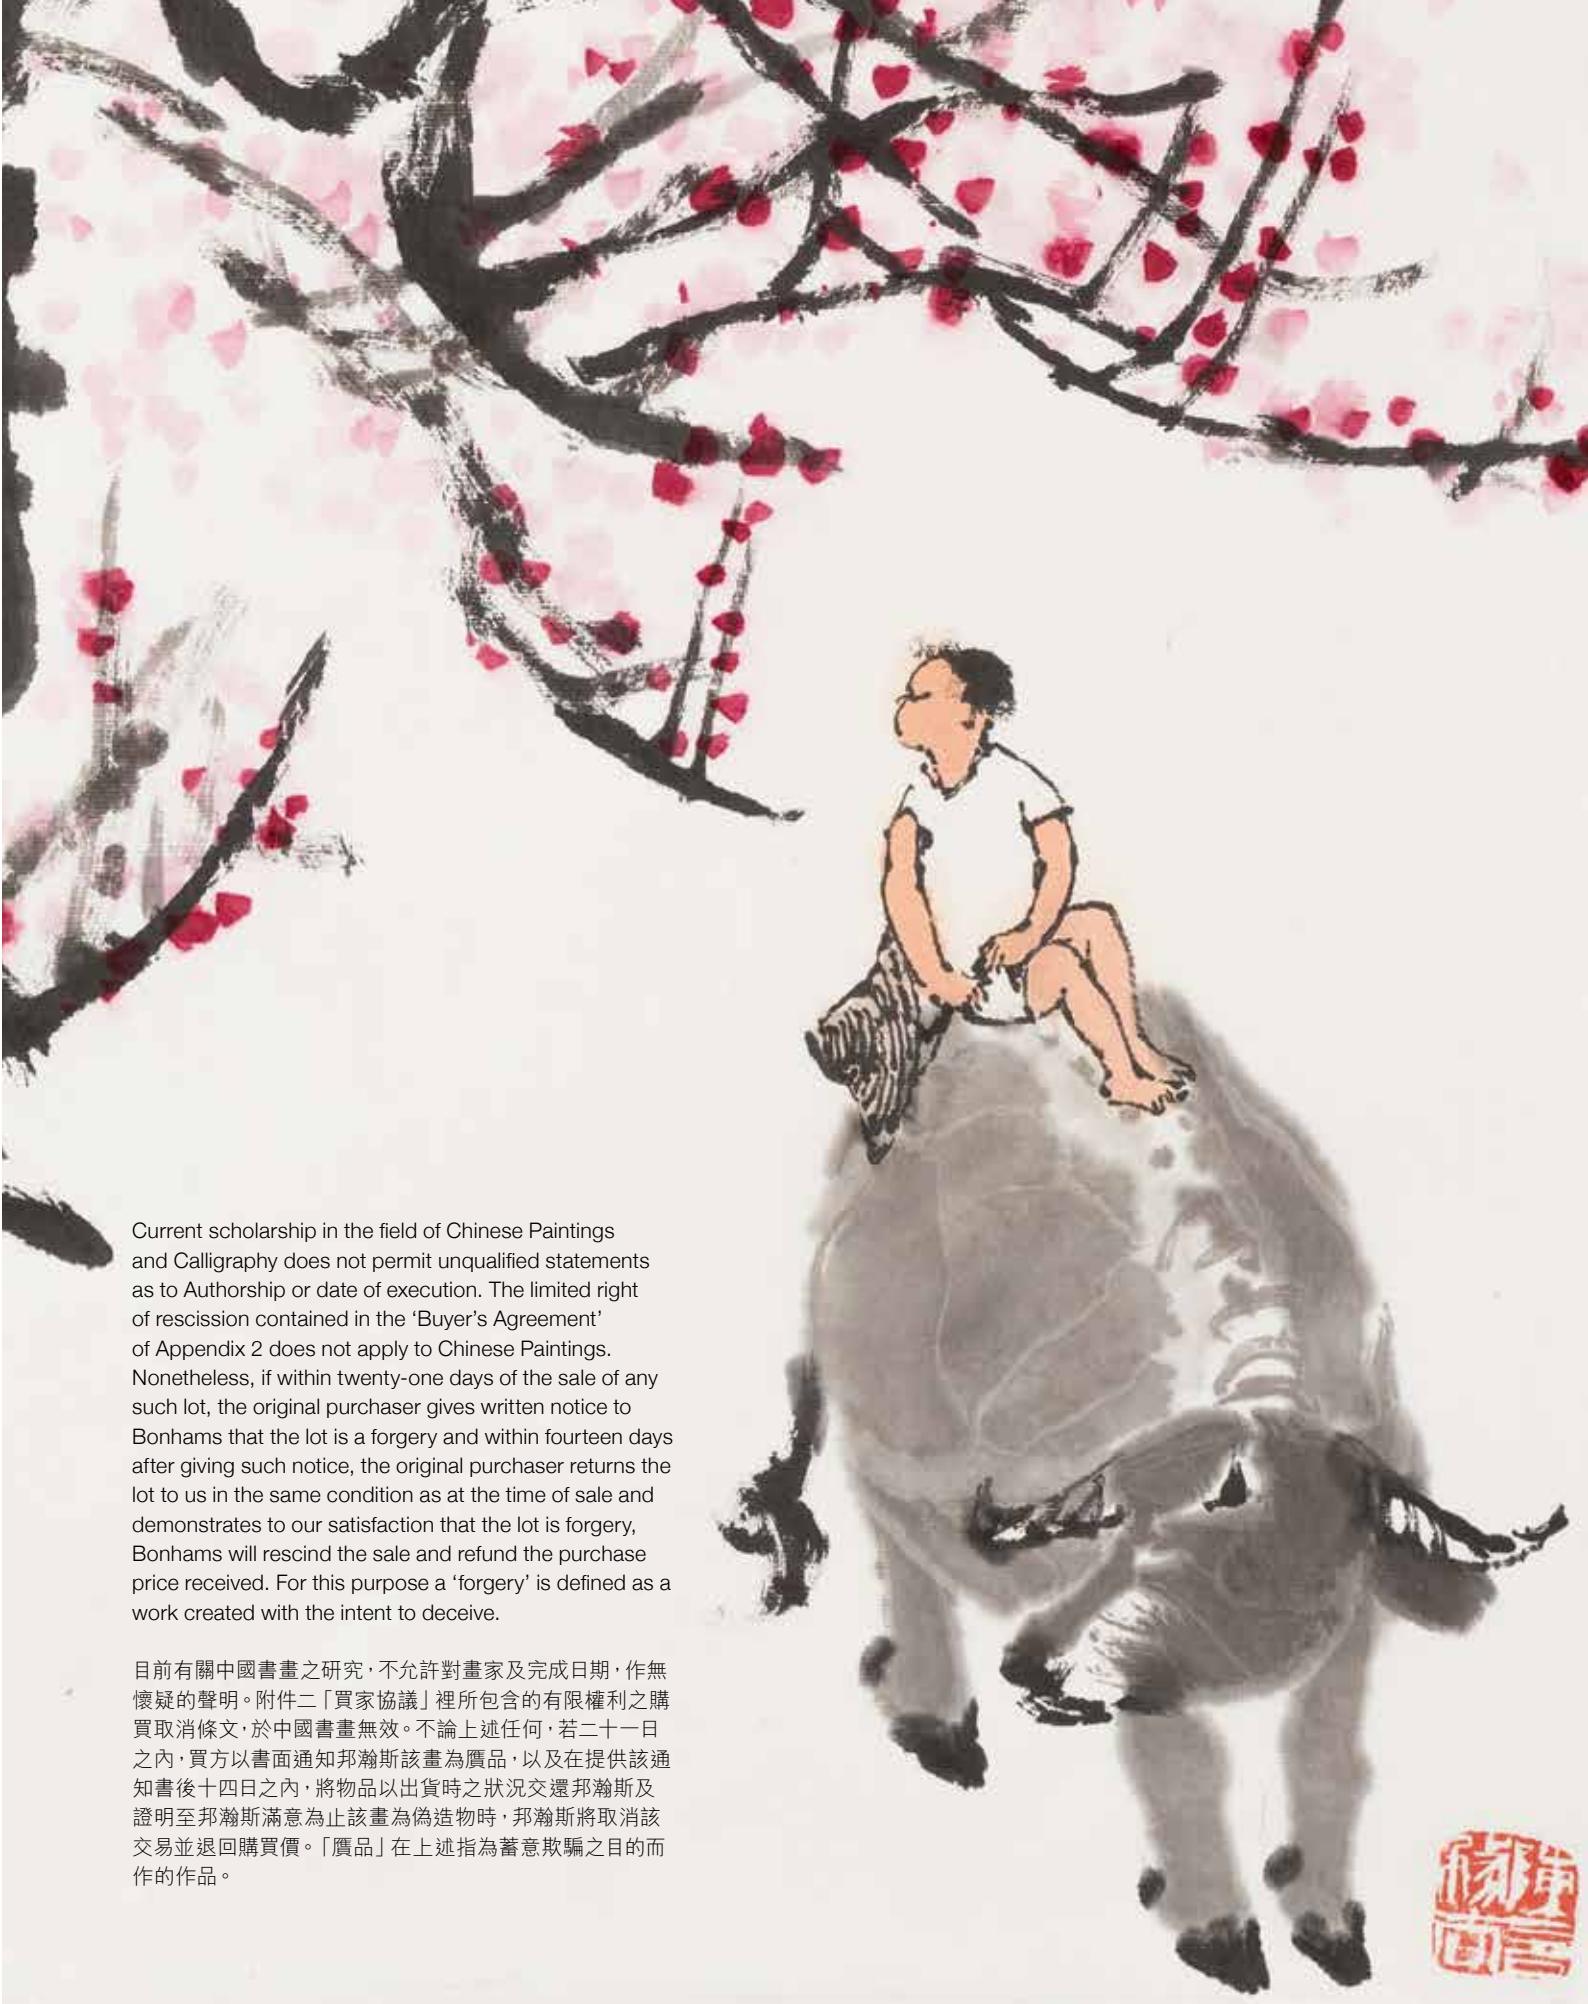 Current scholarship in the field of Chinese Paintings
and Calligraphy does not permit unqualified statements
as to Authorship or date of execution. The limited right
of rescission contained in the ‘Buyer’s Agreement’
of Appendix 2 does not apply to Chinese Paintings.
Nonetheless, if within twenty-one days of the sale of any
such lot, the original purchaser gives written notice to
Bonhams that the lot is a forgery and within fourteen days
after giving such notice, the original purchaser returns the
lot to us in the same condition as at the time of sale and
demonstrates to our satisfaction that the lot is forgery,
Bonhams will rescind the sale and refund the purchase
price received. For this purpose a ‘forgery’ is defined as a
work created with the intent to deceive.
目前有關中國書畫之研究，不允許對畫家及完成日期，作無
懷疑的聲明。附件二「買家協議」裡所包含的有限權利之購
買取消條文，於中國書畫無效。不論上述任何，若二十一日
之內，買方以書面通知邦瀚斯該畫為贋品，以及在提供該通
知書後十四日之內，將物品以出貨時之狀況交還邦瀚斯及
證明至邦瀚斯滿意為止該畫為偽造物時，邦瀚斯將取消該
交易並退回購買價。「贋品」在上述指為蓄意欺騙之目的而
作的作品。